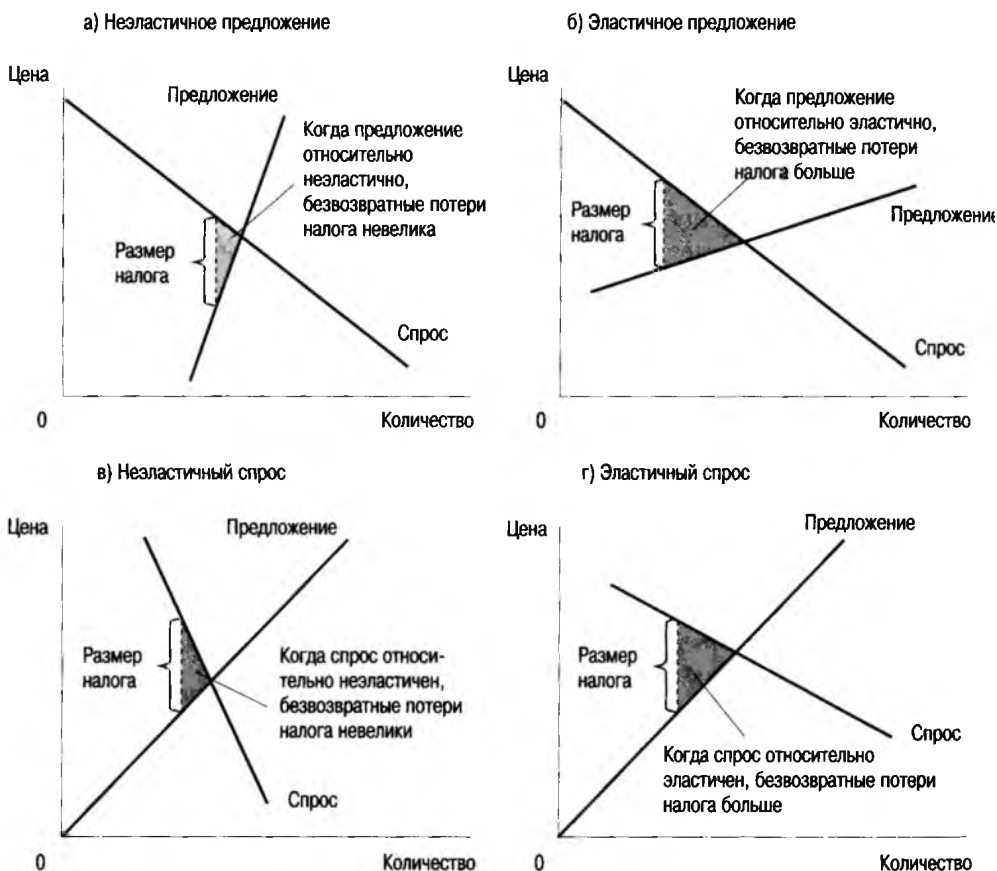 а) Неэластичное предложение
Цена
Предложение
Когда предложение
относительно
неэластично,
безвозвратные потери
налога невелика
Размер
налога
Спрос
0
Количество
б) Эластичное предложение
Цена
Когда предложение
относительно эластично,
безвозвратные потери
налога больше
Размер
налога
Предложение
Спрос
0
Количество
в) Неэластичный спрос
Цена
Предложение
Размер
налога
Когда спрос относи-
тельно неэластичен,
безвозвратные потери
налога невелики
Спрос
0
Количество
г) Эластичный спрос
Цена
Предложение
Размер
налога
Спрос
Когда спрос относительно
эластичен, безвозвратные потери
налога больше
0
Количество